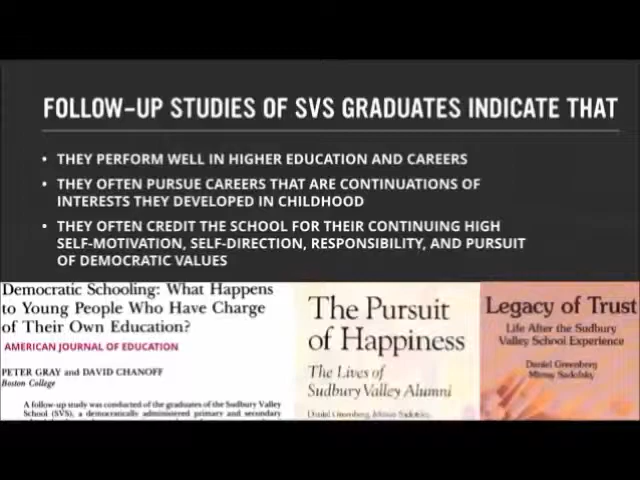 FOLLOW-UP STUDIES OF SVS GRADUATES INDICATE THAT
• THEY PERFORM WELL IN HIGHER EDUCATION AND CAREERS
• THEY OFTEN PURSUE CAREERS THAT ARE CONTINUATIONS OF
INTERESTS THEY DEVELOPED IN CHILDHOOD
• THEY OFTEN CREDIT THE SCHOOL FOR THEIR CONTINUING HIGH
SELF-MOTIVATION, SELF-DIRECTION, RESPONSIBILITY, AND PURSUIT
OF DEMOCRATIC VALUES
Democratic Schooling: What Happens
to Young People Who Have Charge
of Their Own Education?
AMERICAN JOURNAL OF EDUCATION
PETER GRAY and DAVID CHANOFF
Boston College
A follow-up study was conducted of the graduates of the Sudbury Valley
School (SVS), a democratically administered primary and secondary
The Pursuit
of Happiness
The Lives of
Sudbury Valley Alumni
Daniel Greenberg, Mimsy Sadofsky
Legacy of Trust
Life After the Sudbury
Valley School Experience
Daniel Greenberg
Mimsy Sadofsky